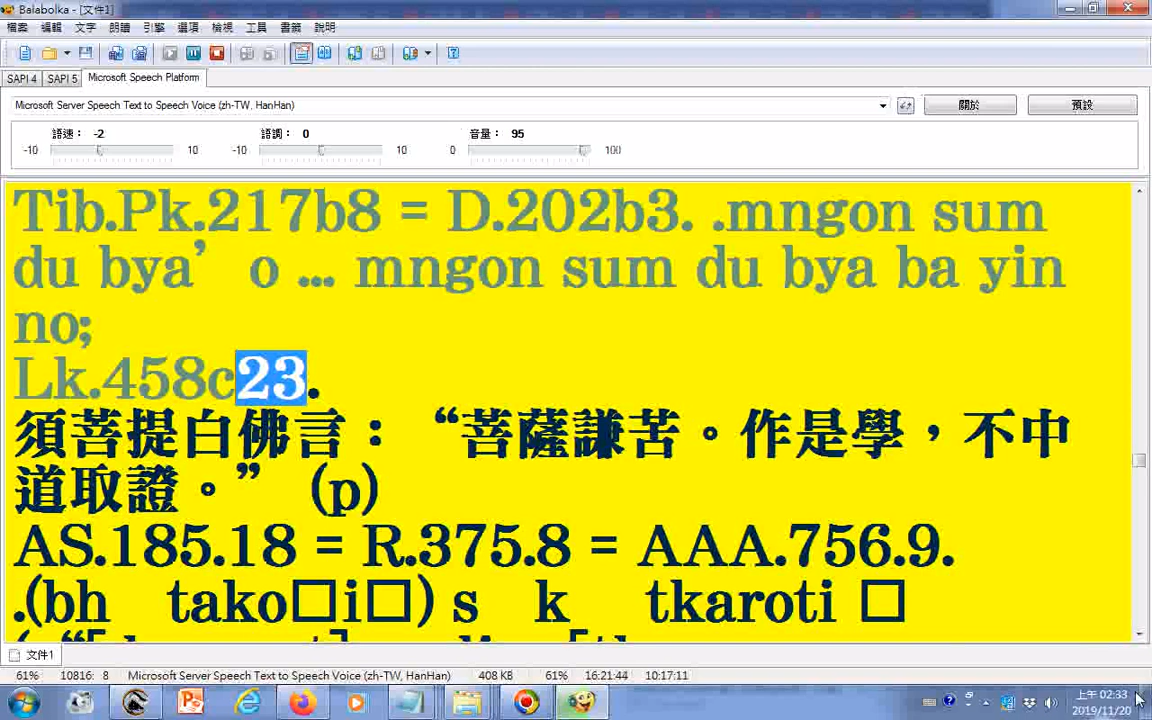 Balabolka - [文件1]
檔案 編輯 文字 朗讀 引擎 選項 檢視 工具 書籤 說明
SAPI 4 SAPI 5 Microsoft Speech Platform
Microsoft Server Speech Text to Speech Voice (zh-TW, HanHan) 關於 預設
語速： -2 語調： 0 音量： 95
-10 10 -10 10 0 100
Tib.Pk.217b8 = D.202b3. .mngon sum
du bya’ o ... mngon sum du bya ba yin
no;
Lk.458c23.
須菩提白佛言：“菩薩謙苦。作是學，不中
道取證。” (p)
AS.185.18 = R.375.8 = AAA.756.9.
.(bh tako□i□) s k tkaroti □
文件1
61% 10816: 8 Microsoft Server Speech Text to Speech Voice (zh-TW, HanHan) 408 KB 61% 16:21:44 10:17:11
上午 02:33
2019/11/20